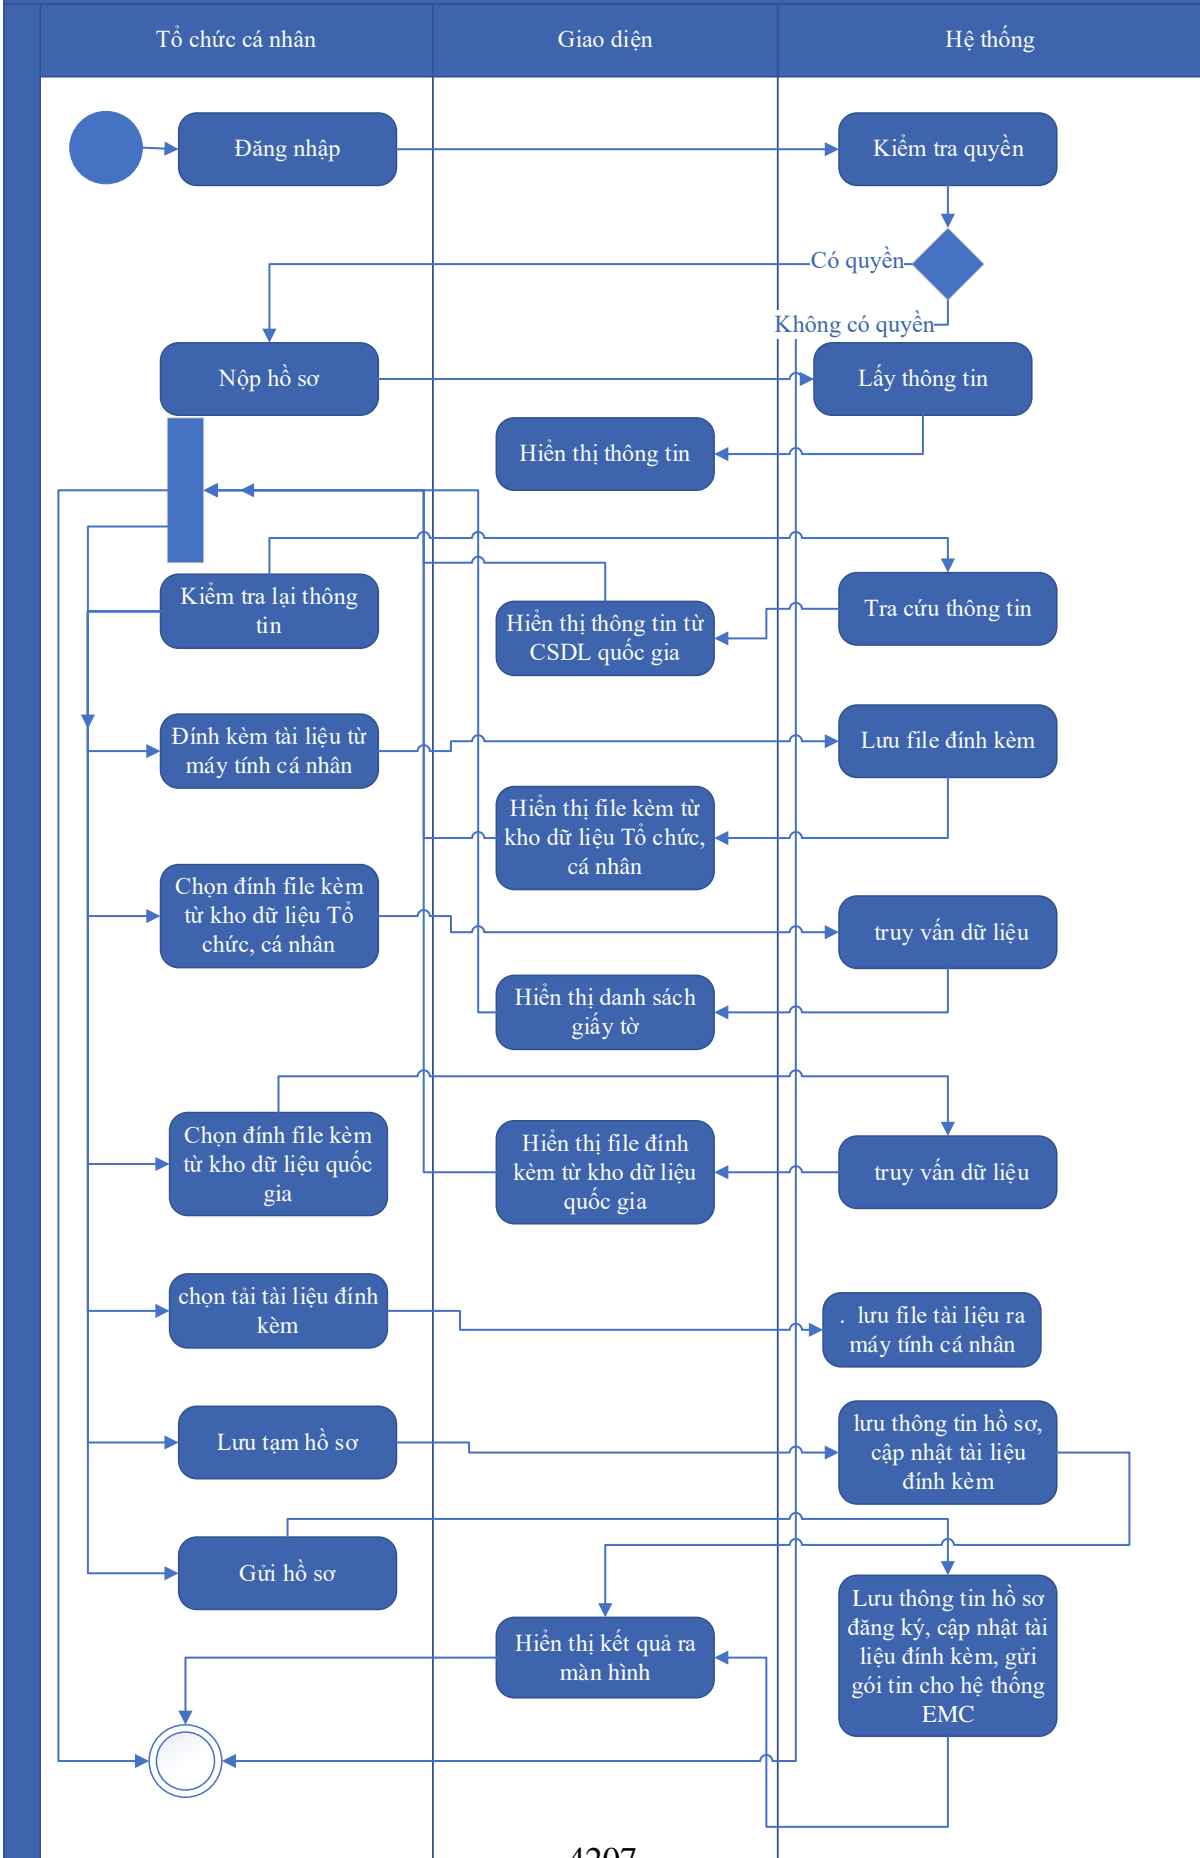 Tổ chức cá nhân
Giao diện
Hệ thống
Đăng nhập
Kiểm tra quyền
Có quyền
Không có quyền
Nộp hồ sơ
Lấy thông tin
Hiển thị thông tin
Kiểm tra lại thông
tin
Hiển thị thông tin từ
CSDL quốc gia
Tra cứu thông tin
Đính kèm tài liệu từ
máy tính cá nhân
Lưu file đính kèm
Hiển thị file kèm từ
kho dữ liệu Tổ chức,
cá nhân
Chọn đính file kèm
từ kho dữ liệu Tổ
chức, cá nhân
truy vấn dữ liệu
Hiển thị danh sách
giấy tờ
Chọn đính file kèm
từ kho dữ liệu quốc
gia
Hiển thị file đính
kèm từ kho dữ liệu
quốc gia
truy vấn dữ liệu
chọn tải tài liệu đính
kèm
. lưu file tài liệu ra
máy tính cá nhân
Lưu tạm hồ sơ
lưu thông tin hồ sơ,
cập nhật tài liệu
đính kèm
Gửi hồ sơ
Lưu thông tin hồ sơ
đăng ký, cập nhật tài
liệu đính kèm, gửi
gói tin cho hệ thống
EMC
Hiển thị kết quả ra
màn hình
4207